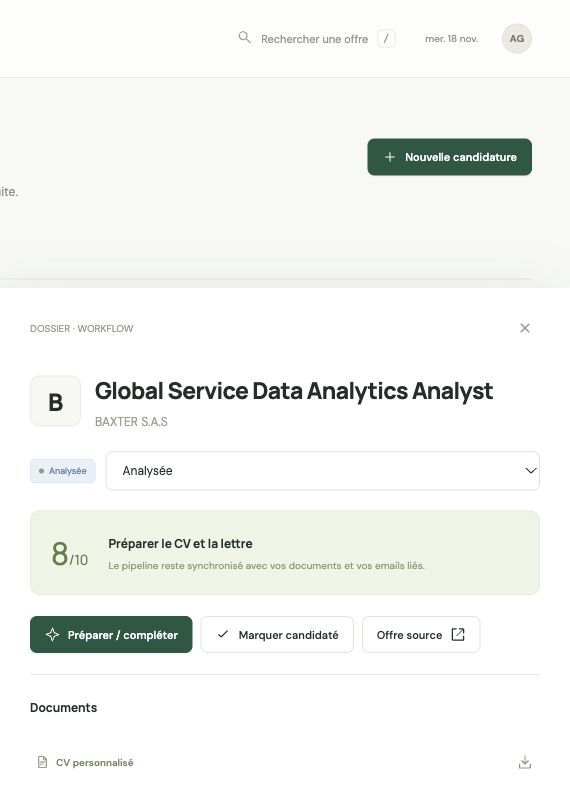 Rechercher une offre /
mer. 18 nov.
AG
Nouvelle candidature
ite.
DOSSIER · WORKFLOW
B
Global Service Data Analytics Analyst
BAXTER S.A.S
Analysée
Analysée
8/10
Préparer le CV et la lettre
Le pipeline reste synchronisé avec vos documents et vos emails liés.
Préparer / compléter
Marquer candidaté
Offre source
Documents
CV personnalisé